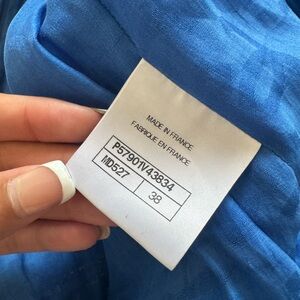 MADE IN FRANCE
FABRIQUE EN FRANCE
P57901V43834
MD527 38